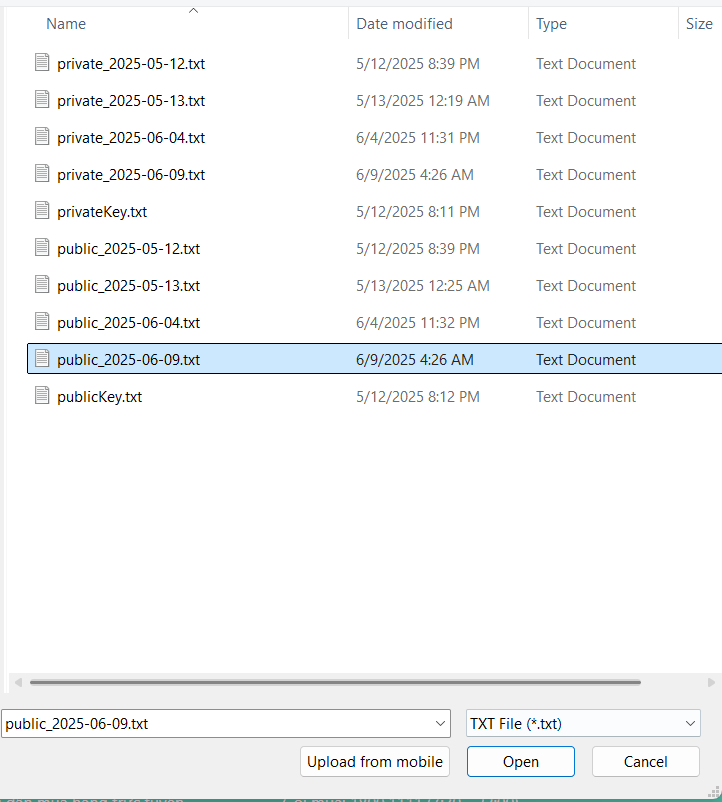 Name Date modified Type Size
private_2025-05-12.txt 5/12/2025 8:39 PM Text Document
private_2025-05-13.txt 5/13/2025 12:19 AM Text Document
private_2025-06-04.txt 6/4/2025 11:31 PM Text Document
private_2025-06-09.txt 6/9/2025 4:26 AM Text Document
privateKey.txt 5/12/2025 8:11 PM Text Document
public_2025-05-12.txt 5/12/2025 8:39 PM Text Document
public_2025-05-13.txt 5/13/2025 12:25 AM Text Document
public_2025-06-04.txt 6/4/2025 11:32 PM Text Document
public_2025-06-09.txt 6/9/2025 4:26 AM Text Document
publicKey.txt 5/12/2025 8:12 PM Text Document
public_2025-06-09.txt TXT File (*.txt)
Upload from mobile Open Cancel